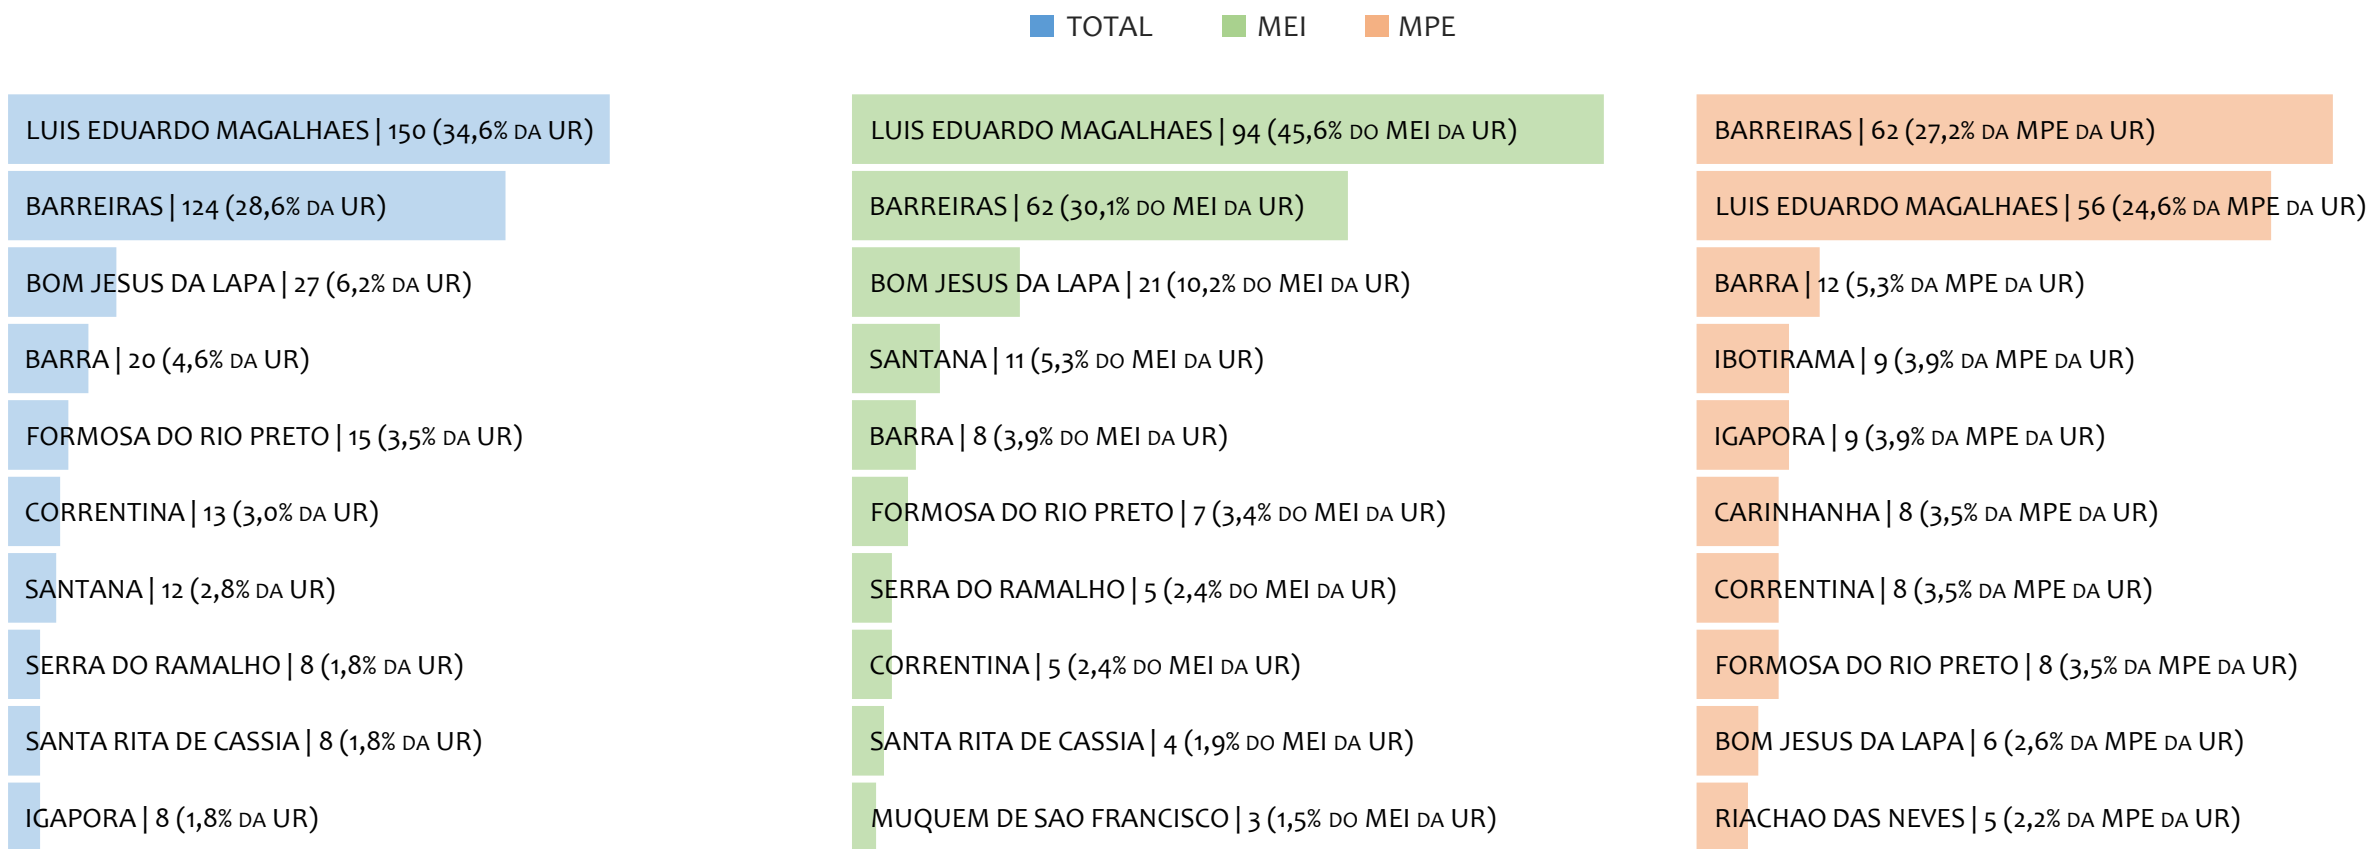 TOTAL MEI MPE
LUIS EDUARDO MAGALHAES | 150 (34,6% DA UR)
BARREIRAS | 124 (28,6% DA UR)
BOM JESUS DA LAPA | 27 (6,2% DA UR)
BARRA | 20 (4,6% DA UR)
FORMOSA DO RIO PRETO | 15 (3,5% DA UR)
CORRENTINA | 13 (3,0% DA UR)
SANTANA | 12 (2,8% DA UR)
SERRA DO RAMALHO | 8 (1,8% DA UR)
SANTA RITA DE CASSIA | 8 (1,8% DA UR)
IGAPORA | 8 (1,8% DA UR)
LUIS EDUARDO MAGALHAES | 94 (45,6% DO MEI DA UR)
BARREIRAS | 62 (30,1% DO MEI DA UR)
BOM JESUS DA LAPA | 21 (10,2% DO MEI DA UR)
SANTANA | 11 (5,3% DO MEI DA UR)
BARRA | 8 (3,9% DO MEI DA UR)
FORMOSA DO RIO PRETO | 7 (3,4% DO MEI DA UR)
SERRA DO RAMALHO | 5 (2,4% DO MEI DA UR)
CORRENTINA | 5 (2,4% DO MEI DA UR)
SANTA RITA DE CASSIA | 4 (1,9% DO MEI DA UR)
MUQUEM DE SAO FRANCISCO | 3 (1,5% DO MEI DA UR)
BARREIRAS | 62 (27,2% DA MPE DA UR)
LUIS EDUARDO MAGALHAES | 56 (24,6% DA MPE DA UR)
BARRA | 12 (5,3% DA MPE DA UR)
IBOTIRAMA | 9 (3,9% DA MPE DA UR)
IGAPORA | 9 (3,9% DA MPE DA UR)
CARINHANHA | 8 (3,5% DA MPE DA UR)
CORRENTINA | 8 (3,5% DA MPE DA UR)
FORMOSA DO RIO PRETO | 8 (3,5% DA MPE DA UR)
BOM JESUS DA LAPA | 6 (2,6% DA MPE DA UR)
RIACHAO DAS NEVES | 5 (2,2% DA MPE DA UR)